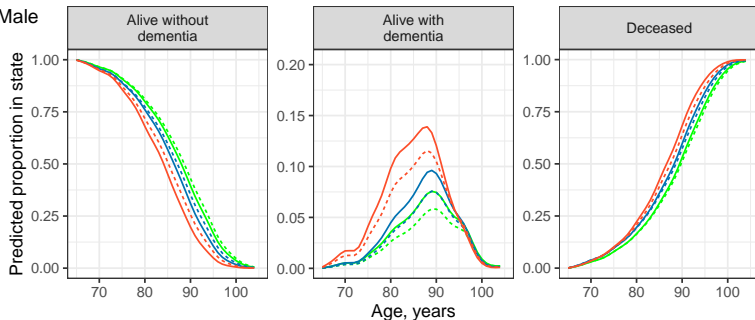 Male
Alive without
dementia
Alive with
dementia
Deceased
Predicted proportion in state
1.00
0.75
0.50
0.25
0.00
0.20
0.15
0.10
0.05
0.00
1.00
0.75
0.50
0.25
0.00
70 80 90 100
70 80 90 100
70 80 90 100
Age, years